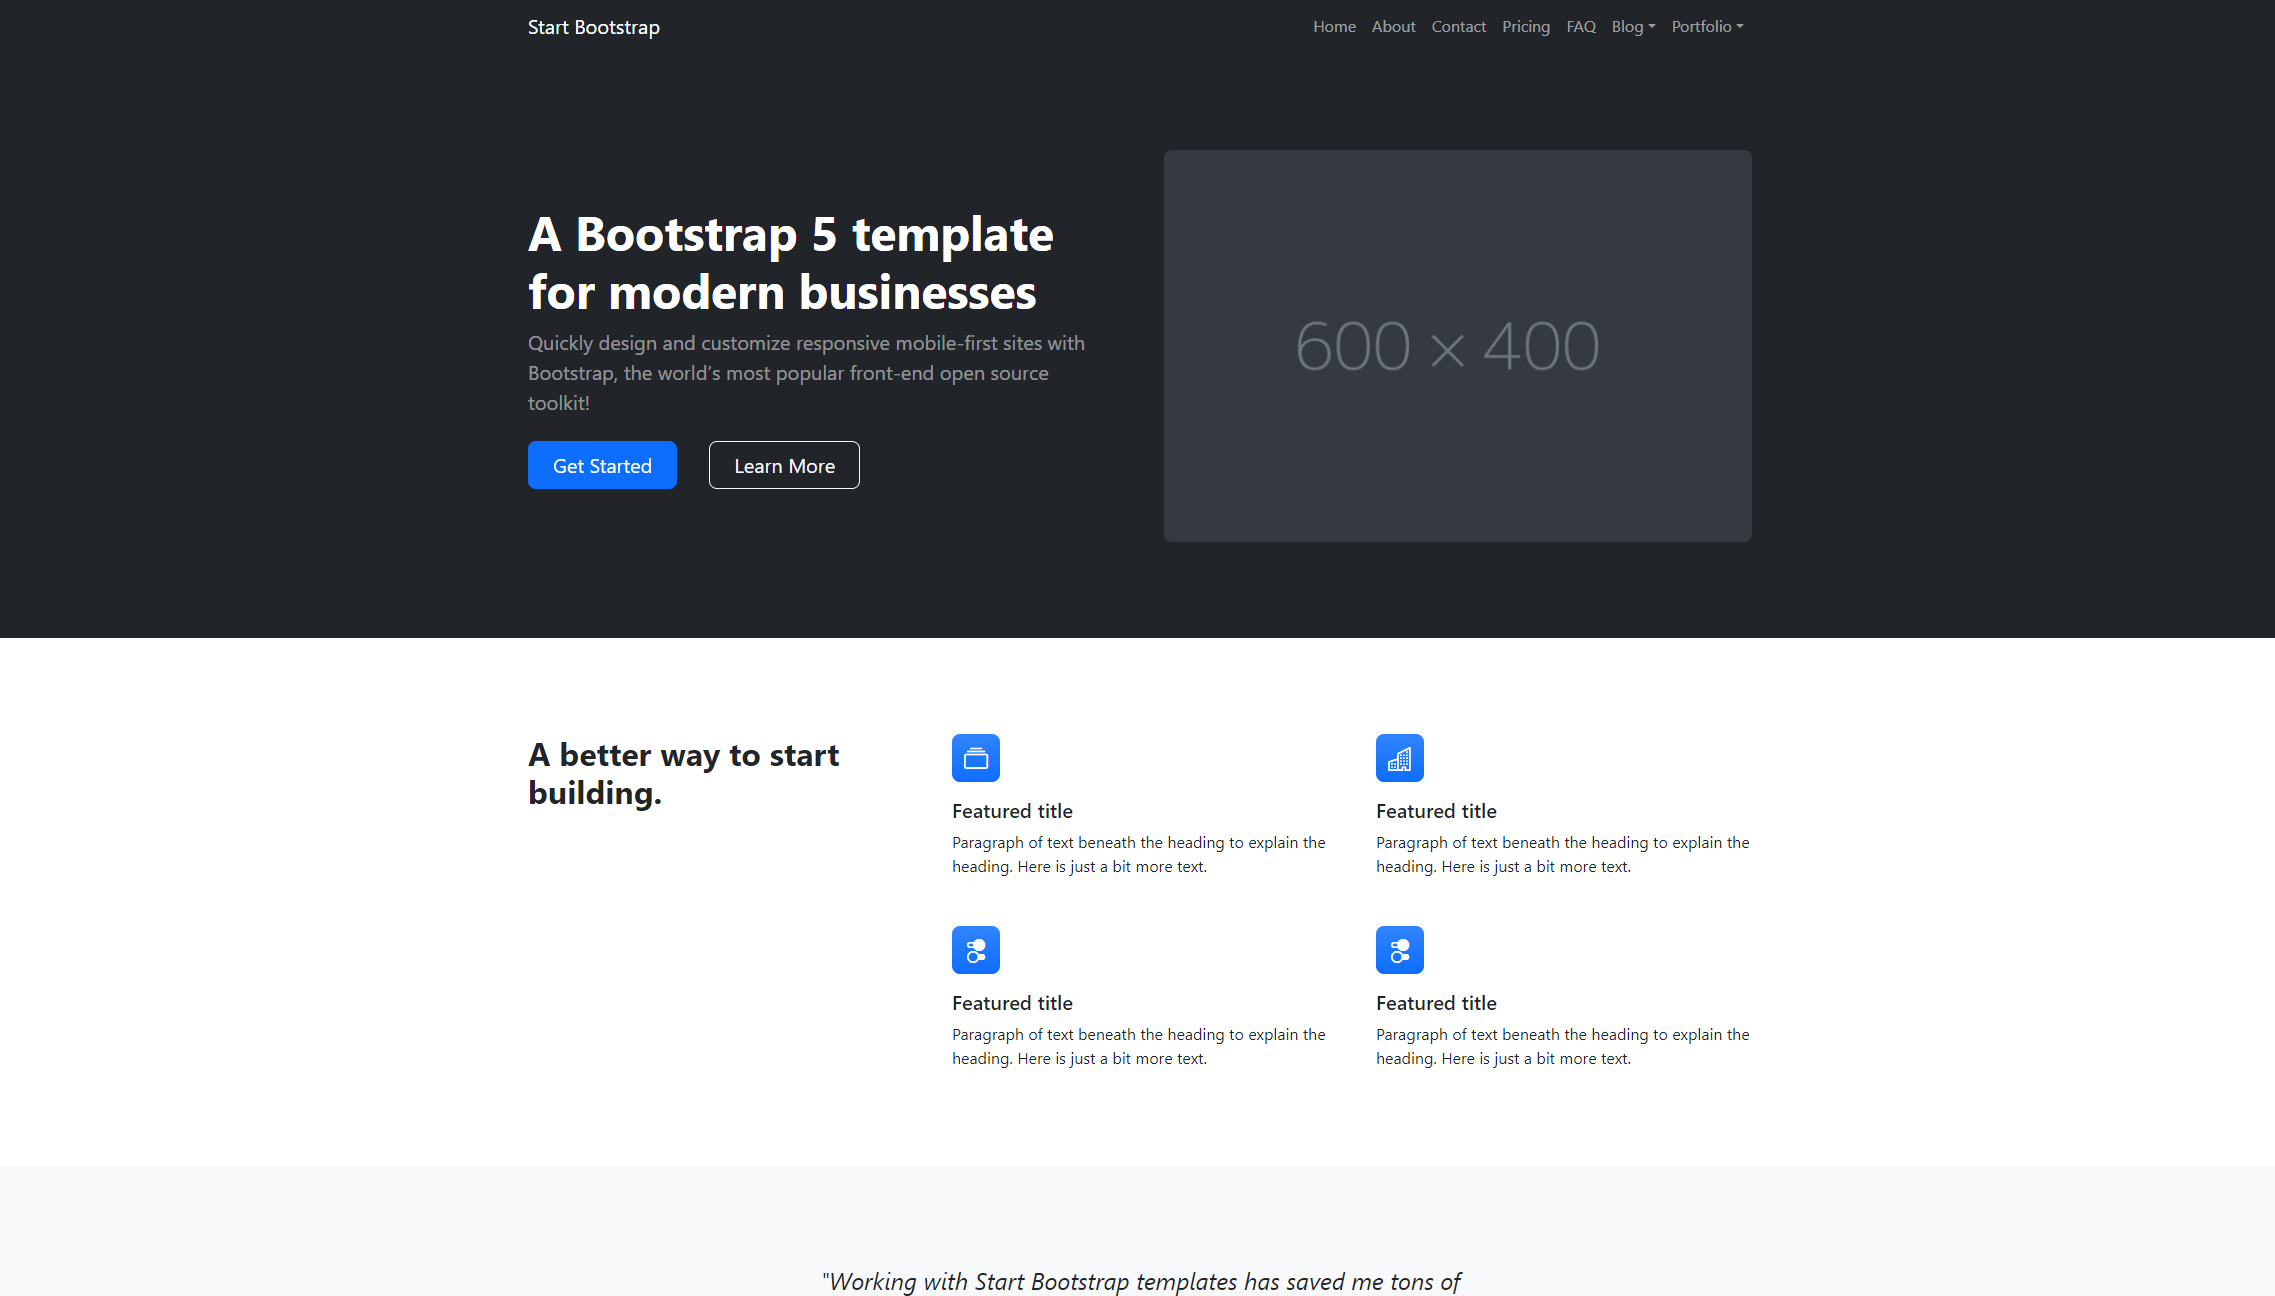 Start Bootstrap
Home About Contact Pricing FAQ Blog Portfolio
A Bootstrap 5 template
for modern businesses
Quickly design and customize responsive mobile-first sites with
Bootstrap, the world’s most popular front-end open source
toolkit!
Get Started Learn More
600 × 400
A better way to start
building.
Featured title
Paragraph of text beneath the heading to explain the
heading. Here is just a bit more text.
Featured title
Paragraph of text beneath the heading to explain the
heading. Here is just a bit more text.
Featured title
Paragraph of text beneath the heading to explain the
heading. Here is just a bit more text.
Featured title
Paragraph of text beneath the heading to explain the
heading. Here is just a bit more text.
"Working with Start Bootstrap templates has saved me tons of